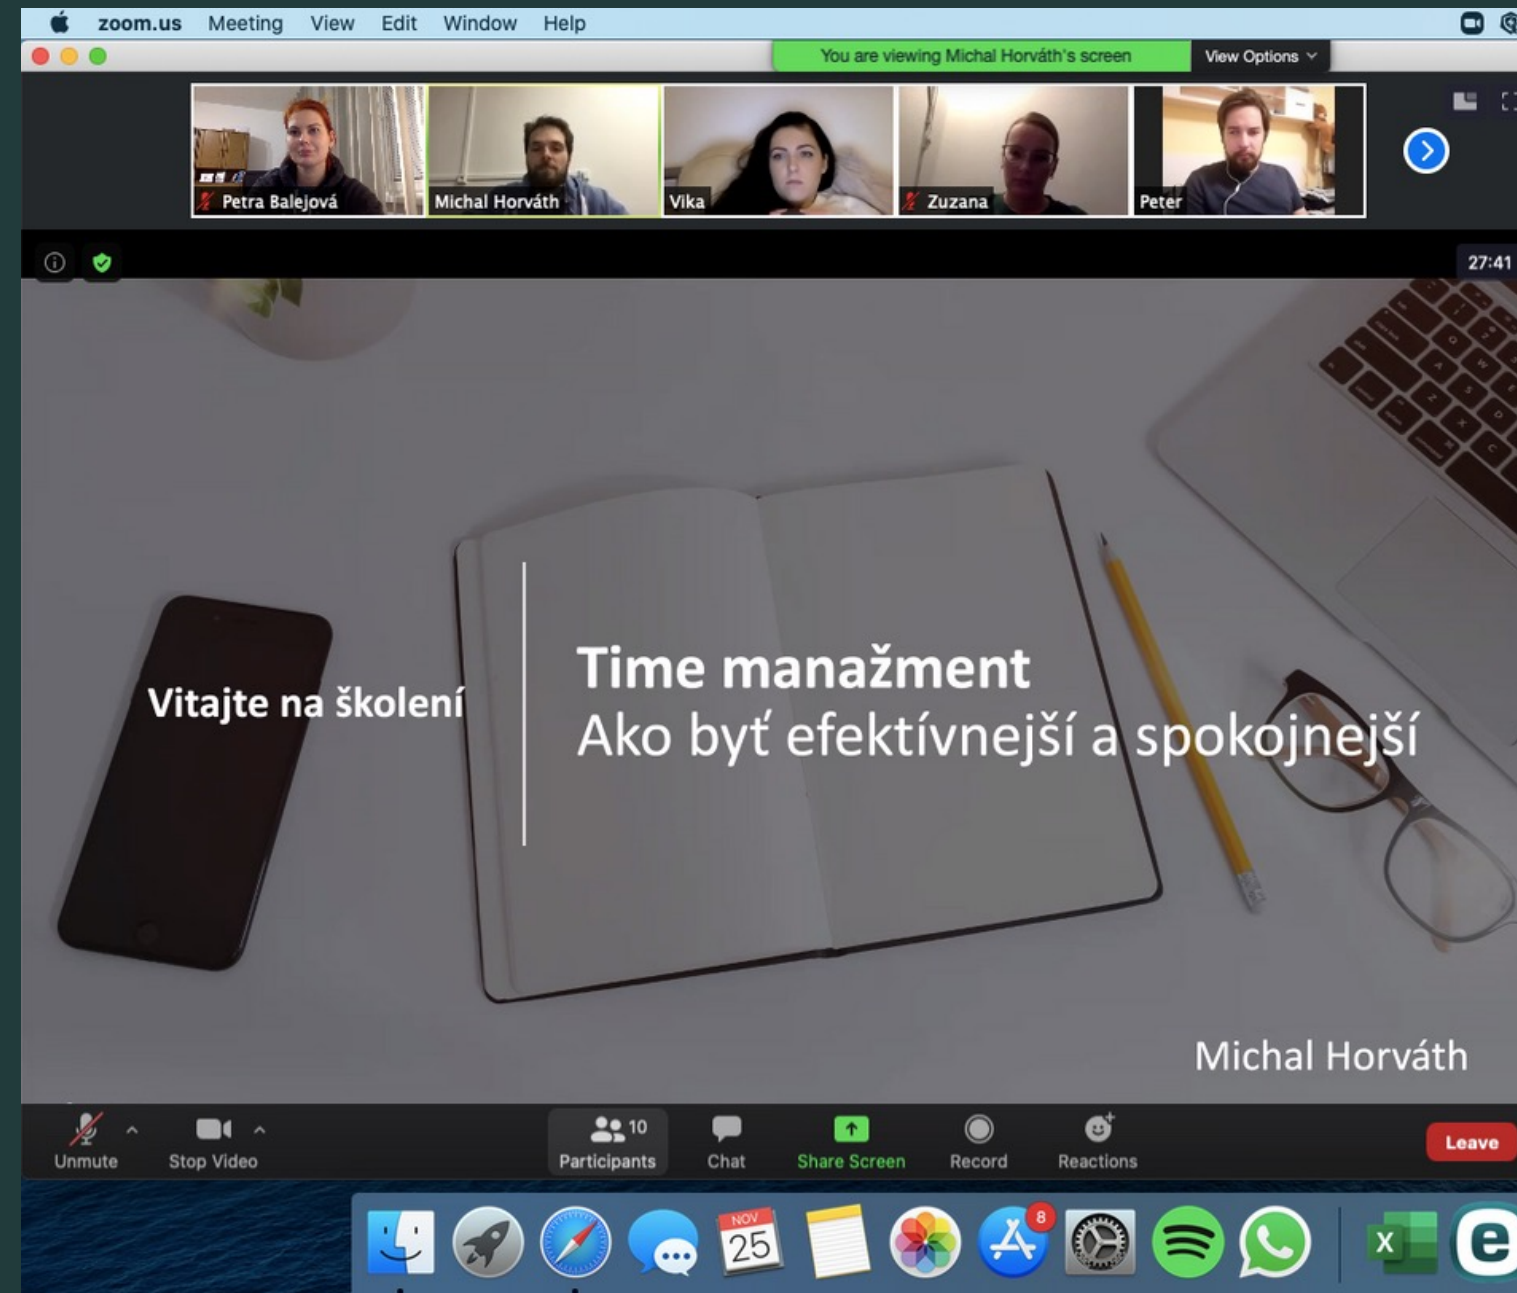 zoom.us Meeting View Edit Window Help
You are viewing Michal Horváth's screen View Options
Petra Balejová
Michal Horváth
Vika
Zuzana
Peter
27:41
Vitajte na školení
Time manažment
Ako byť efektívnejší a spokojnejší
Michal Horváth
10
Unmute Stop Video Participants Chat Share Screen Record Reactions Leave
NOV
25
8
X
e